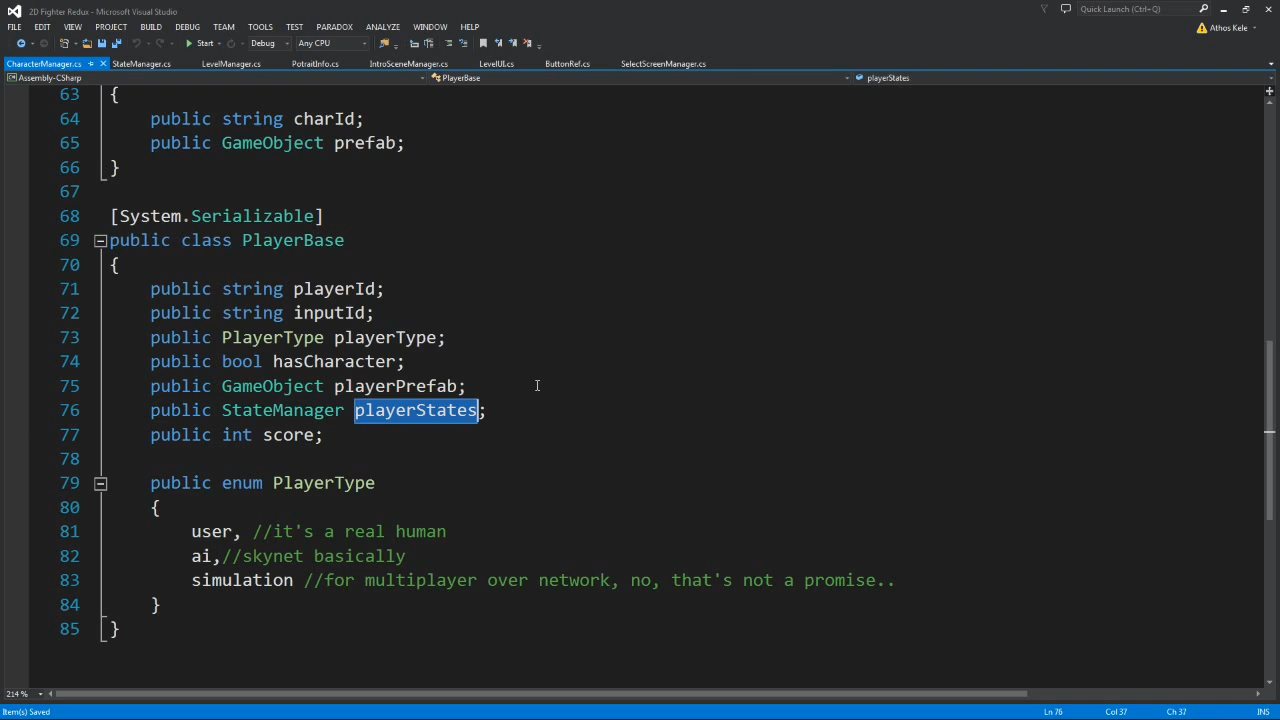 2D Fighter Redux - Microsoft Visual Studio
Quick Launch (Ctrl+Q)
FILE EDIT VIEW PROJECT BUILD DEBUG TEAM TOOLS TEST PARADOX ANALYZE WINDOW HELP
Athos Kele
Start Debug Any CPU
CharacterManager.cs StateManager.cs LevelManager.cs PotraitInfo.cs IntroSceneManager.cs LevelUI.cs ButtonRef.cs SelectScreenManager.cs
Assembly-CSharp PlayerBase playerStates
63 {
64 public string charId;
65 public GameObject prefab;
66 }
67
68 [System.Serializable]
69 public class PlayerBase
70 {
71 public string playerId;
72 public string inputId;
73 public PlayerType playerType;
74 public bool hasCharacter;
75 public GameObject playerPrefab;
76 public StateManager playerStates;
77 public int score;
78
79 public enum PlayerType
80 {
81 user, //it's a real human
82 ai,//skynet basically
83 simulation //for multiplayer over network, no, that's not a promise..
84 }
85 }
214 %
Item(s) Saved Ln 76 Col 37 Ch 37 INS